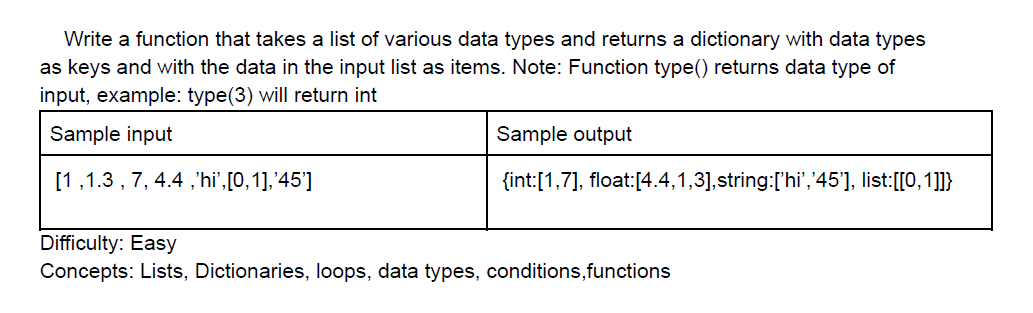 Write a function that takes a list of various data types and returns a dictionary with data types
as keys and with the data in the input list as items. Note: Function type() returns data type of
input, example: type(3) will return int
Sample input
Sample output
[1 ,1.3 , 7, 4.4 ,’hi’,[0,1],’45’]
{int:[1,7], float:[4.4,1,3],string:[’hi’,’45’], list:[[0,1]]}
Difficulty: Easy
Concepts: Lists, Dictionaries, loops, data types, conditions,functions